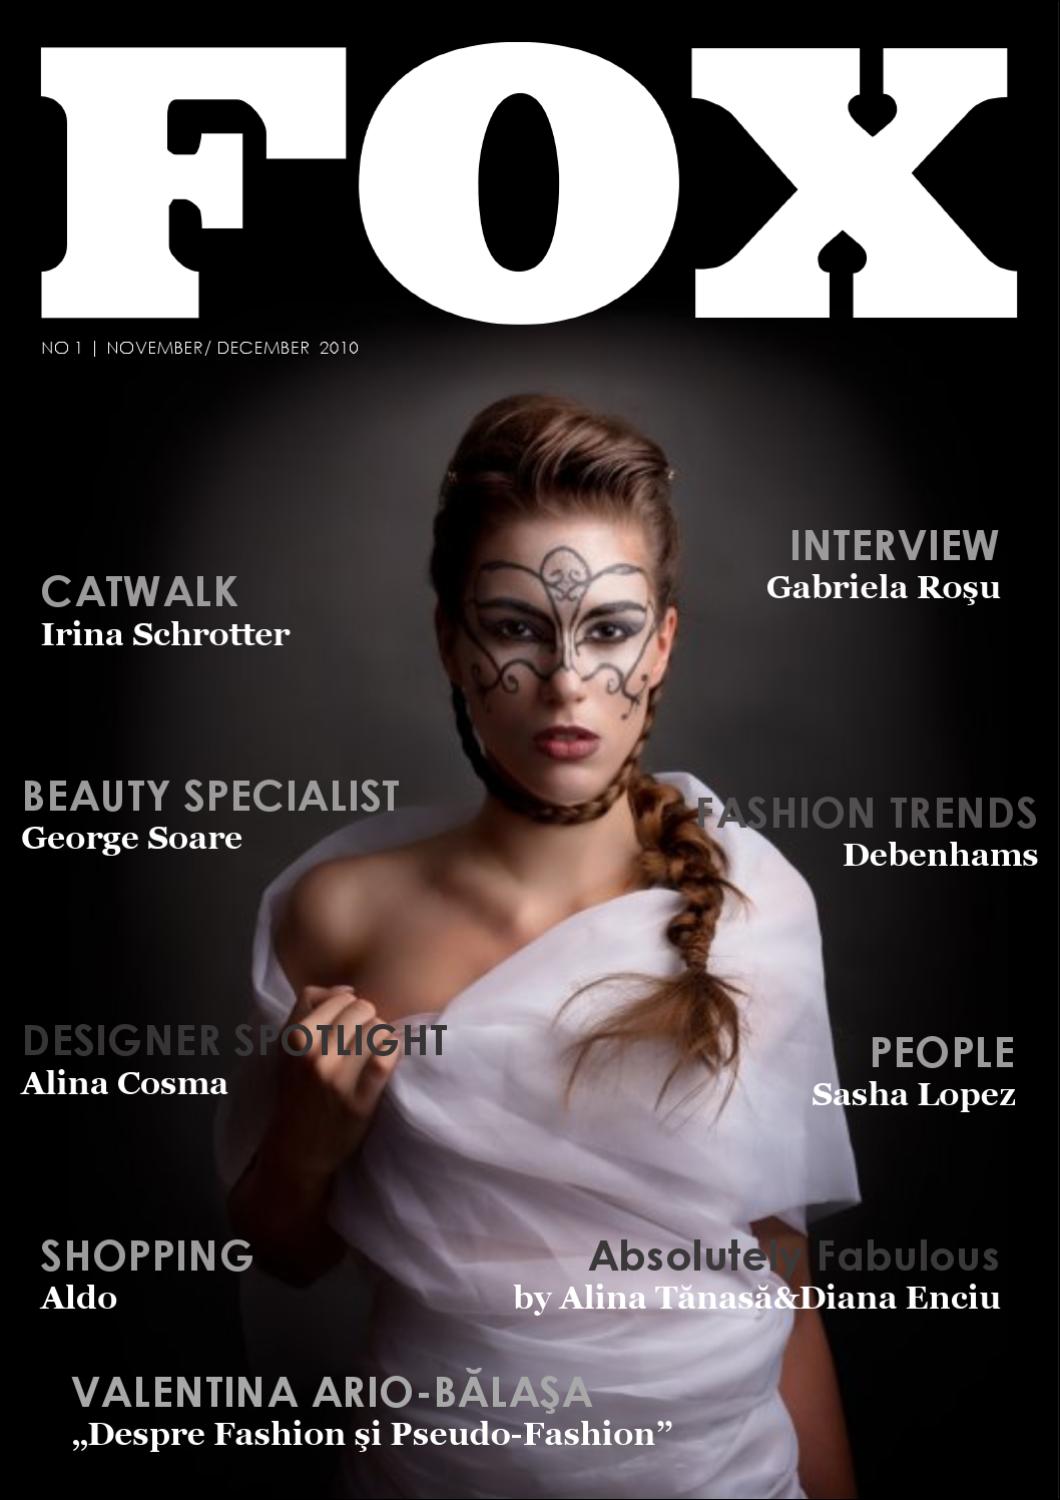 FOX
NO 1 | NOVEMBER/ DECEMBER 2010
INTERVIEW
Gabriela Roşu
CATWALK
Irina Schrotter
BEAUTY SPECIALIST
George Soare
FASHION TRENDS
Debenhams
DESIGNER SPOTLIGHT
Alina Cosma
PEOPLE
Sasha Lopez
SHOPPING
Aldo
Absolutely Fabulous
by Alina Tănasă&Diana Enciu
VALENTINA ARIO-BĂLAŞA
„Despre Fashion şi Pseudo-Fashion”